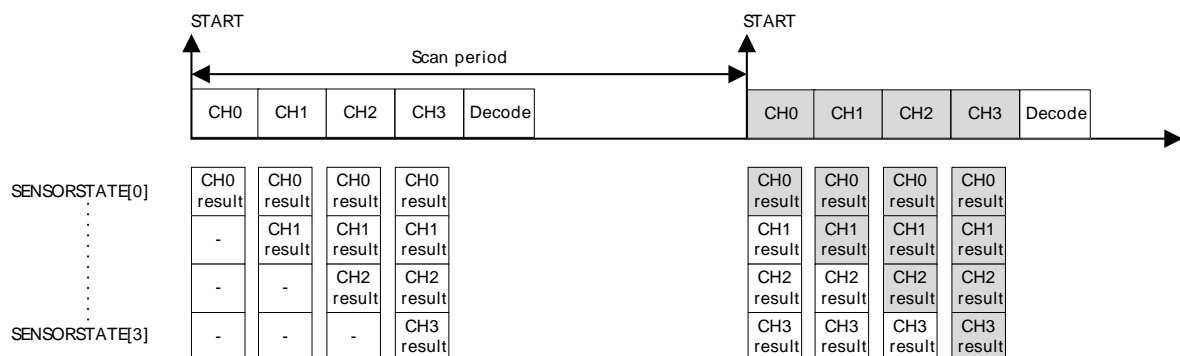 START START
Scan period
CH0 CH1 CH2 CH3 Decode CH0 CH1 CH2 CH3 Decode
SENSORSTATE[0] CH0 result CH0 result CH0 result CH0 result CH0 result CH0 result CH0 result CH0 result
- CH1 result CH1 result CH1 result CH1 result CH1 result CH1 result CH1 result
- - CH2 result CH2 result CH2 result CH2 result CH2 result CH2 result
SENSORSTATE[3] - - - CH3 result CH3 result CH3 result CH3 result CH3 result